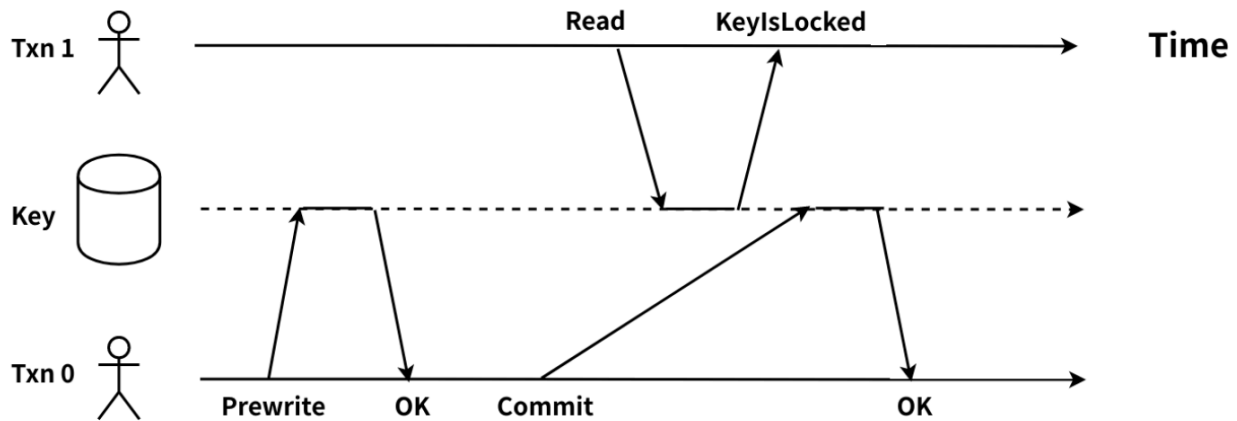 Read
KeyIsLocked
Txn 1
Time
Key
Txn 0
Prewrite
OK
Commit
OK